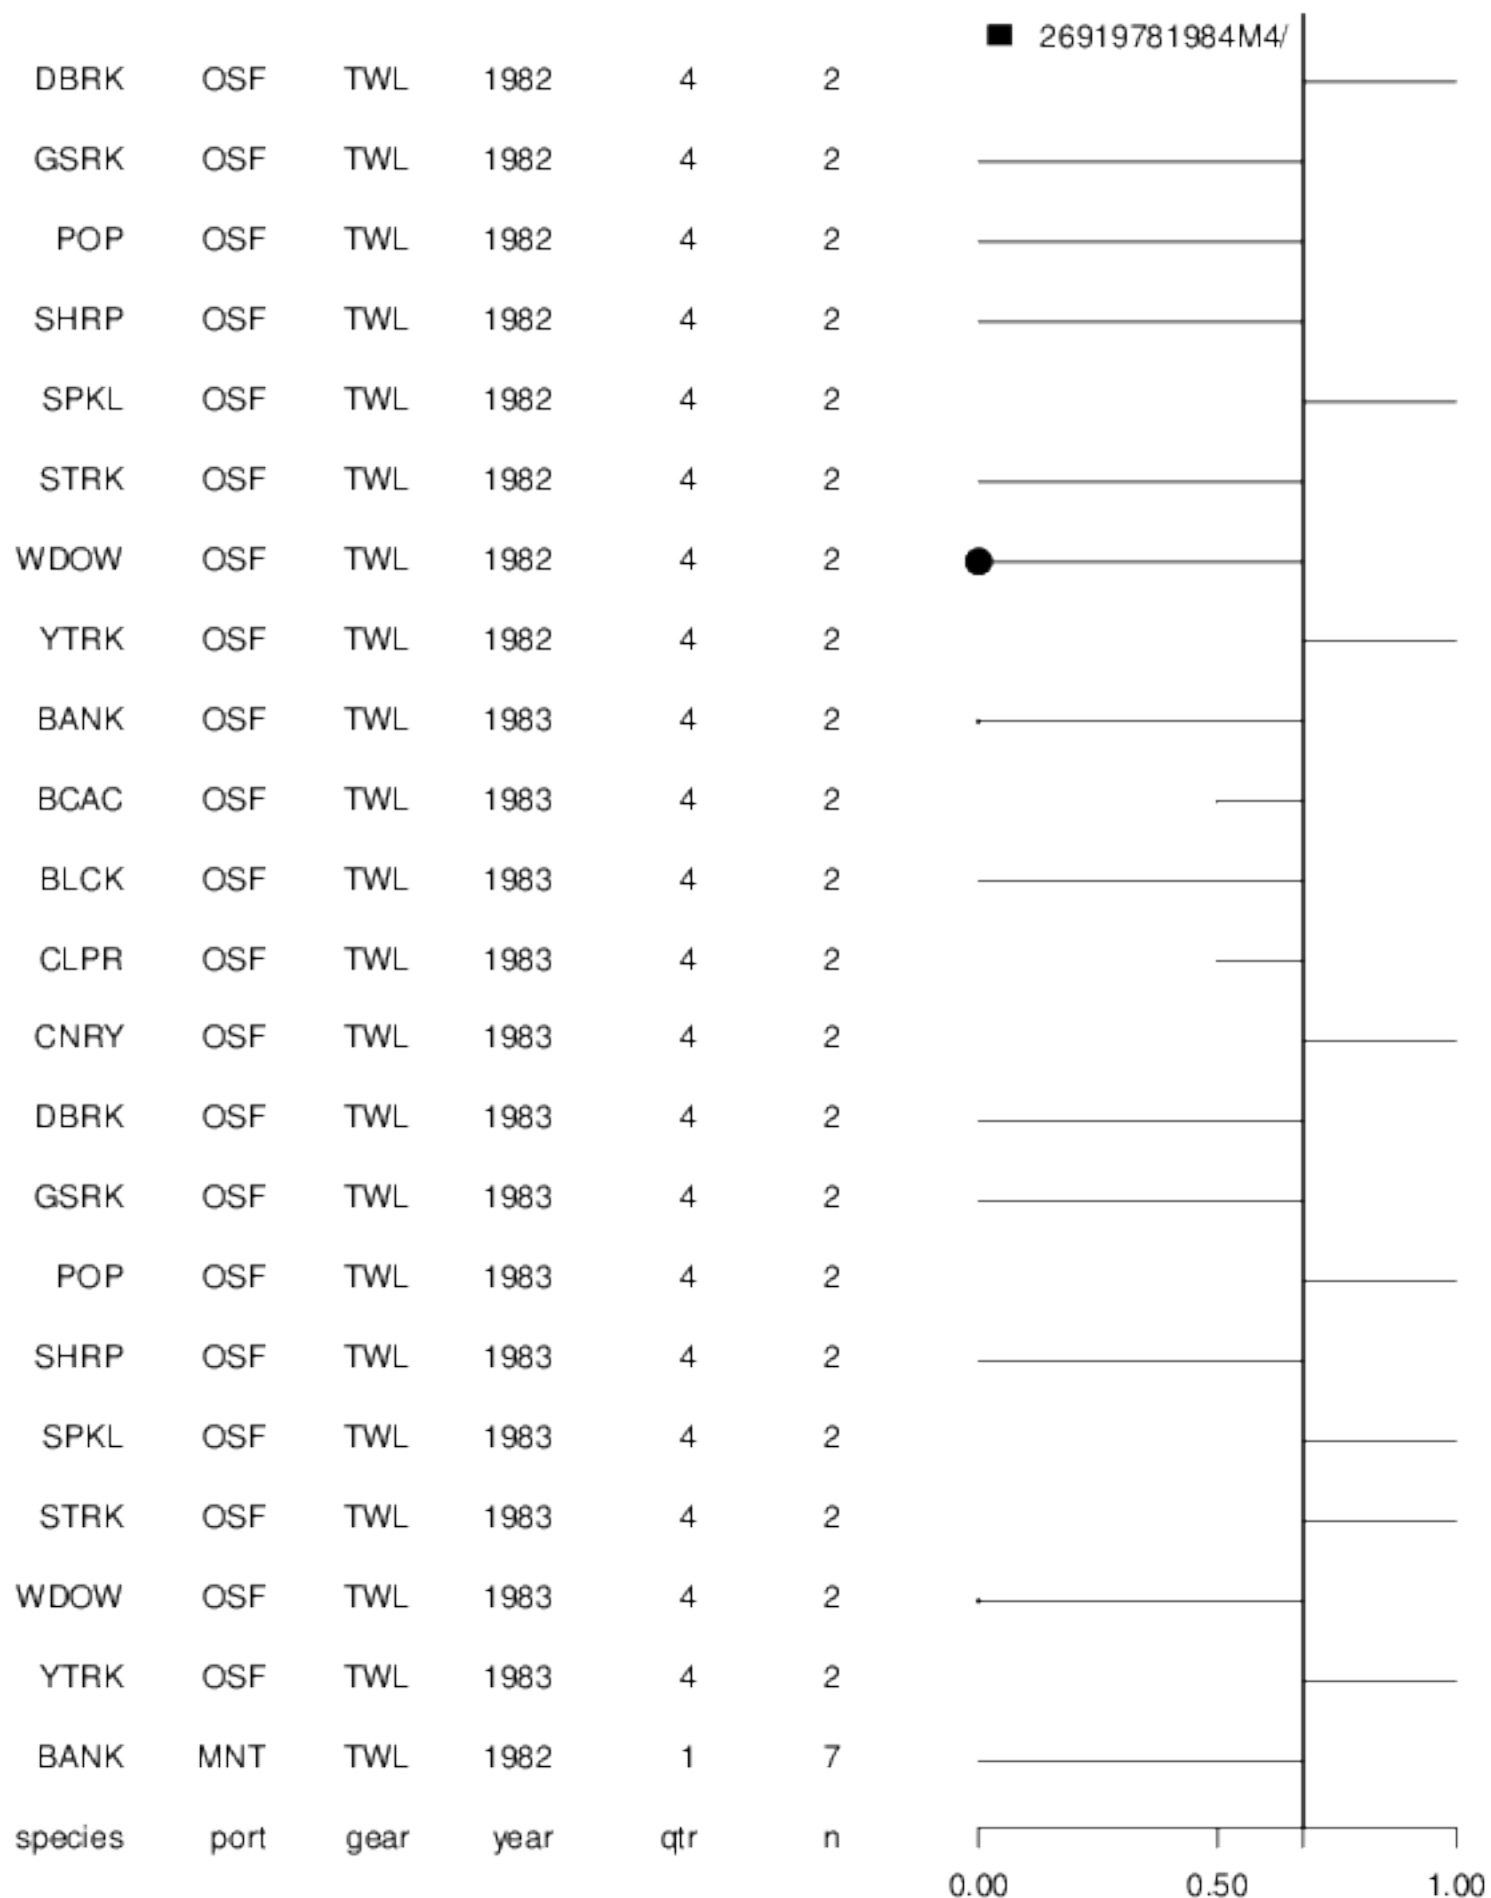 26919781984M4/
DBRK OSF TWL 1982 4 2
GSRK OSF TWL 1982 4 2
POP OSF TWL 1982 4 2
SHRP OSF TWL 1982 4 2
SPKL OSF TWL 1982 4 2
STRK OSF TWL 1982 4 2
WDOW OSF TWL 1982 4 2
YTRK OSF TWL 1982 4 2
BANK OSF TWL 1983 4 2
BCAC OSF TWL 1983 4 2
BLCK OSF TWL 1983 4 2
CLPR OSF TWL 1983 4 2
CNRY OSF TWL 1983 4 2
DBRK OSF TWL 1983 4 2
GSRK OSF TWL 1983 4 2
POP OSF TWL 1983 4 2
SHRP OSF TWL 1983 4 2
SPKL OSF TWL 1983 4 2
STRK OSF TWL 1983 4 2
WDOW OSF TWL 1983 4 2
YTRK OSF TWL 1983 4 2
BANK MNT TWL 1982 1 7
species port gear year qtr n
0.00 0.50 1.00